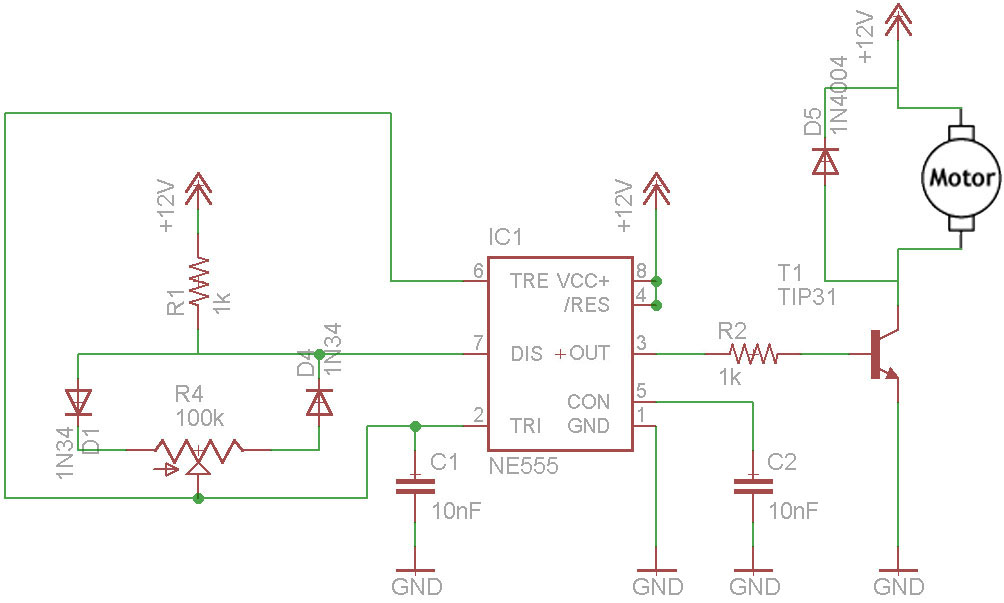 +12V
D5
1N4004
Motor
+12V
R1
1k
+12V
IC1
6
TRE
VCC+
8
/RES
4
7
DIS
+OUT
3
CON
5
2
TRI
GND
1
NE555
T1
TIP31
R2
1k
D4
1N34
R4
100k
1N34
D1
C1
10nF
C2
10nF
GND
GND
GND
GND